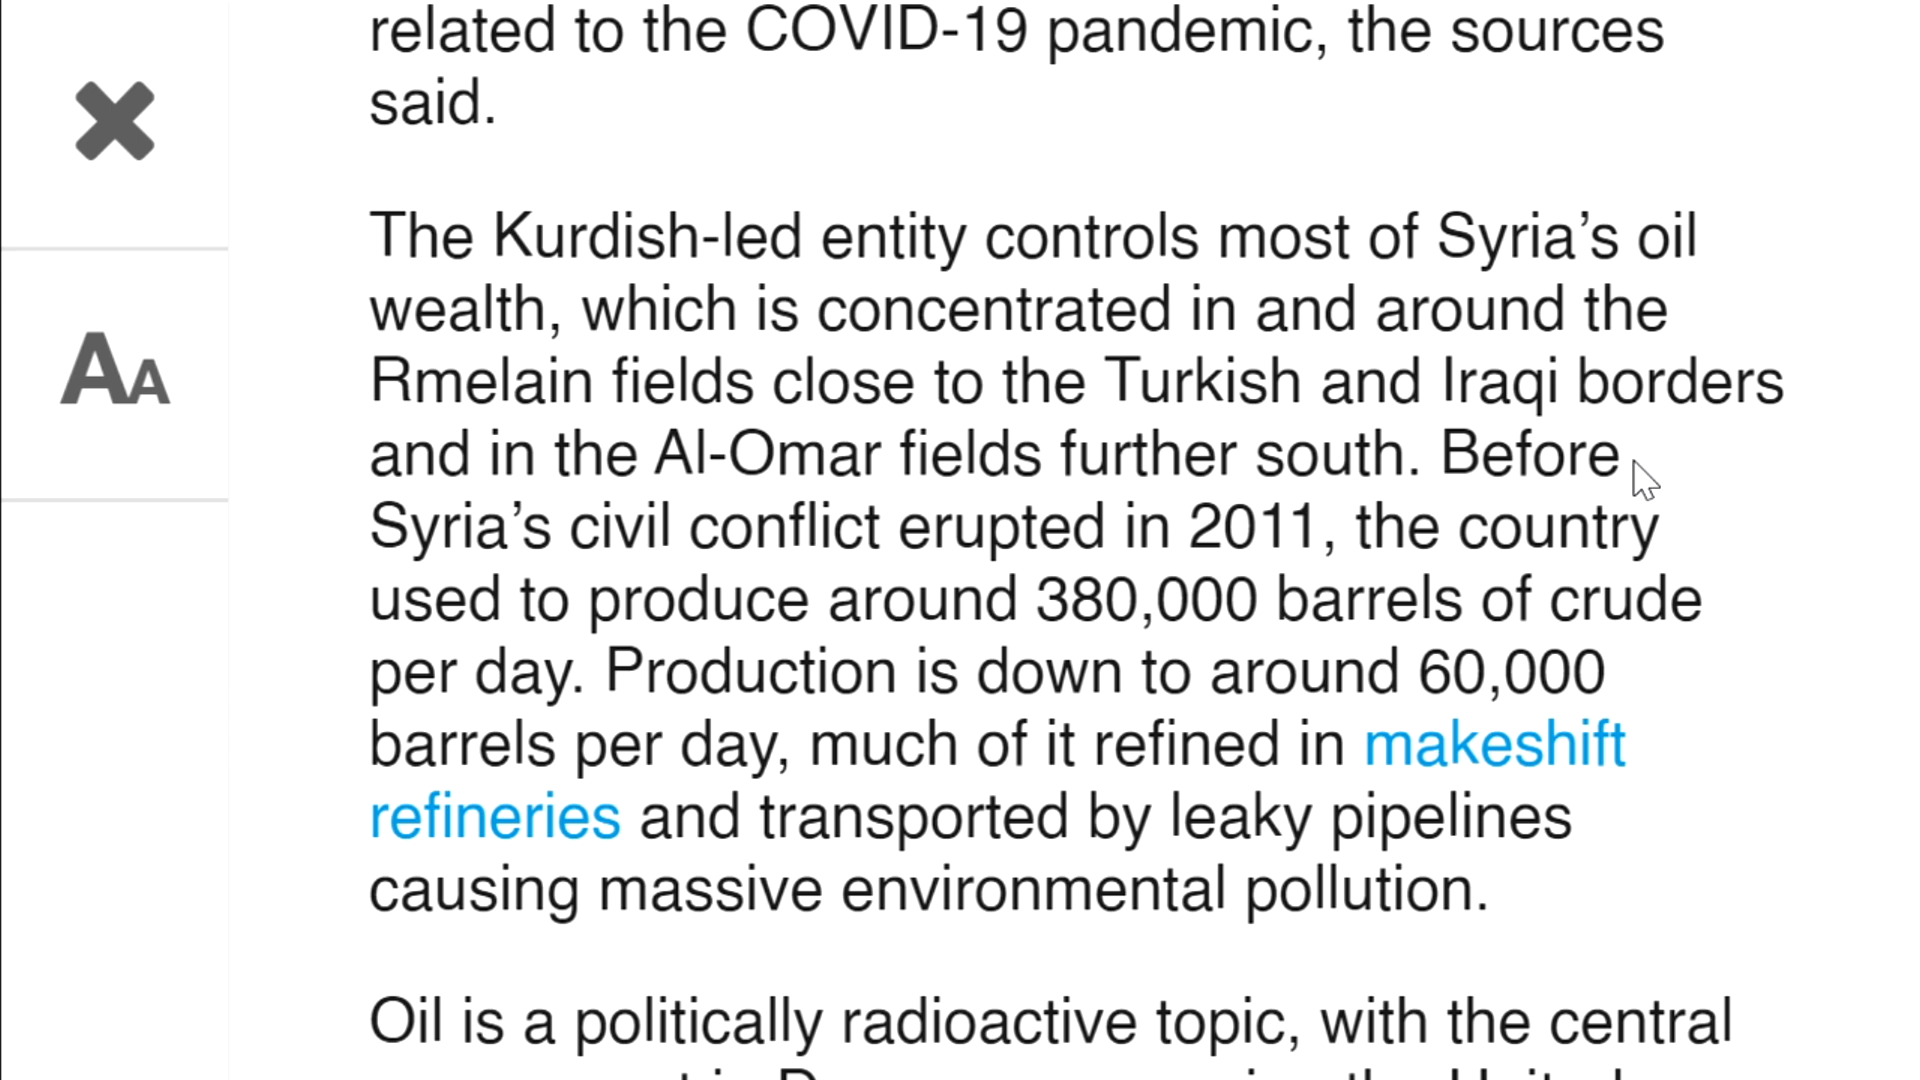 related to the COVID-19 pandemic, the sources
said.
The Kurdish-led entity controls most of Syria’s oil
wealth, which is concentrated in and around the
Rmelain fields close to the Turkish and Iraqi borders
and in the Al-Omar fields further south. Before
Syria’s civil conflict erupted in 2011, the country
used to produce around 380,000 barrels of crude
per day. Production is down to around 60,000
barrels per day, much of it refined in makeshift
refineries and transported by leaky pipelines
causing massive environmental pollution.
Oil is a politically radioactive topic, with the central
AA